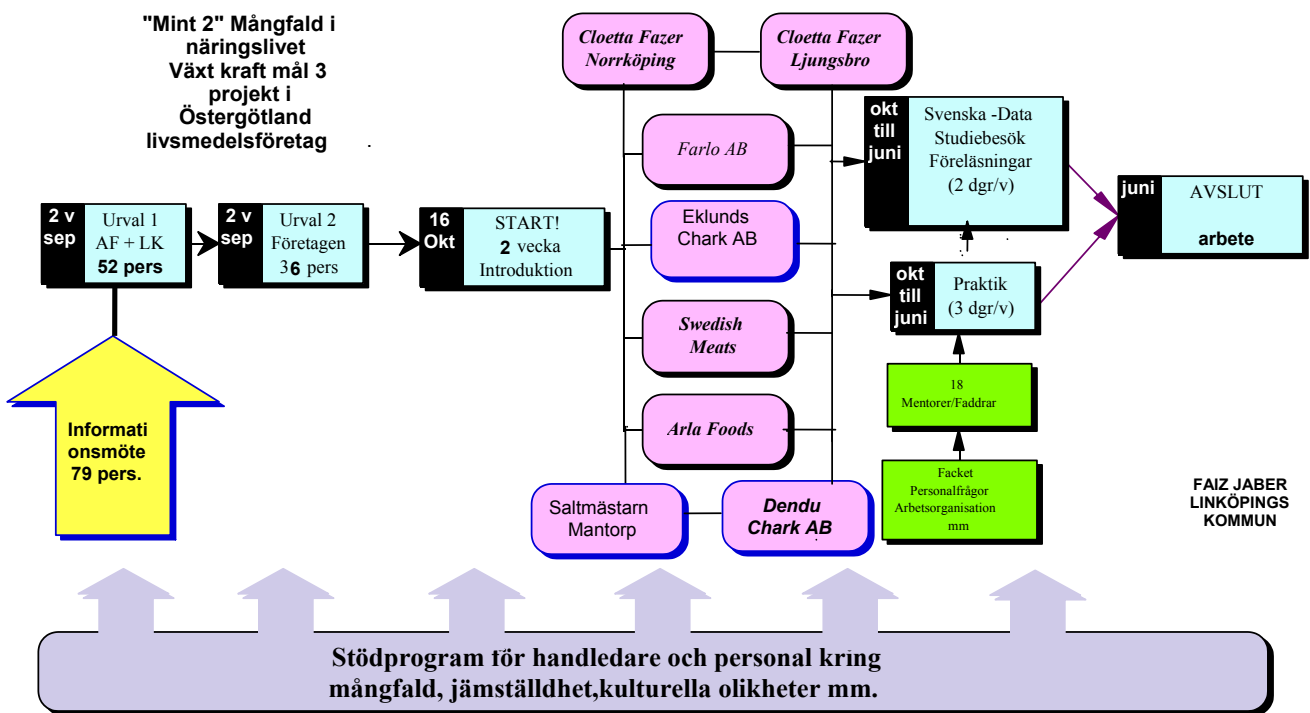 "Mint 2" Mångfald i
näringslivet
Växt kraft mål 3
projekt i
Östergötland
livsmedelsföretag
2 v
sep
Urval 1
AF + LK
52 pers
2 v
sep
Urval 2
Företagen
36 pers
16
Okt
START!
2 vecka
Introduktion
Informati
onsmöte
79 pers.
Cloetta Fazer
Norrköping
Cloetta Fazer
Ljungsbro
Farlo AB
Eklunds
Chark AB
Swedish
Meats
Arla Foods
Saltmästarn
Mantorp
Dendu
Chark AB
okt
till
juni
Svenska -Data
Studiebesök
Föreläsningar
(2 dgr/v)
okt
till
juni
Praktik
(3 dgr/v)
18
Mentorer/Faddrar
Facket
Personalfrågor
Arbetsorganisation
mm
juni
AVSLUT
arbete
FAIZ JABER
LINKÖPINGS
KOMMUN
Stödprogram för handledare och personal kring
mångfald, jämställdhet,kulturella olikheter mm.